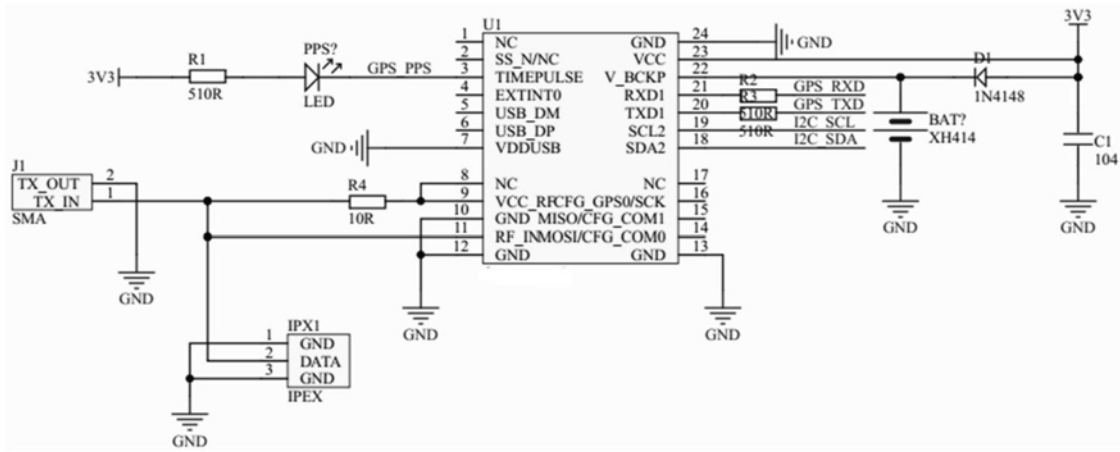 U1
3V3
R1
510R
PPS?
LED
GPS_PPS
1 NC
2 SS_N/NC
3 TIMEPULSE
4 EXTINT0
5 USB_DM
6 USB_DP
7 VDDUSB
GND
8 NC
9 VCC_RFCFG_GPS0/SCK
10 GND MISO/CFG_COM1
11 RF_INMOSI/CFG_COM0
12 GND
GND 24
VCC 23
V_BCKP 22
RXD1 21
TXD1 20
SCL2 19
SDA2 18
NC 17
16
15
14
GND 13
GND
R2
R3
510R
510R
GPS_RXD
GPS_TXD
I2C_SCL
I2C_SDA
3V3
D1
1N4148
BAT?
XH414
C1
104
GND
GND
J1
TX_OUT 2
TX_IN 1
SMA
GND
R4
10R
GND
GND
IPX1
1 GND
2 DATA
3 GND
IPEX
GND